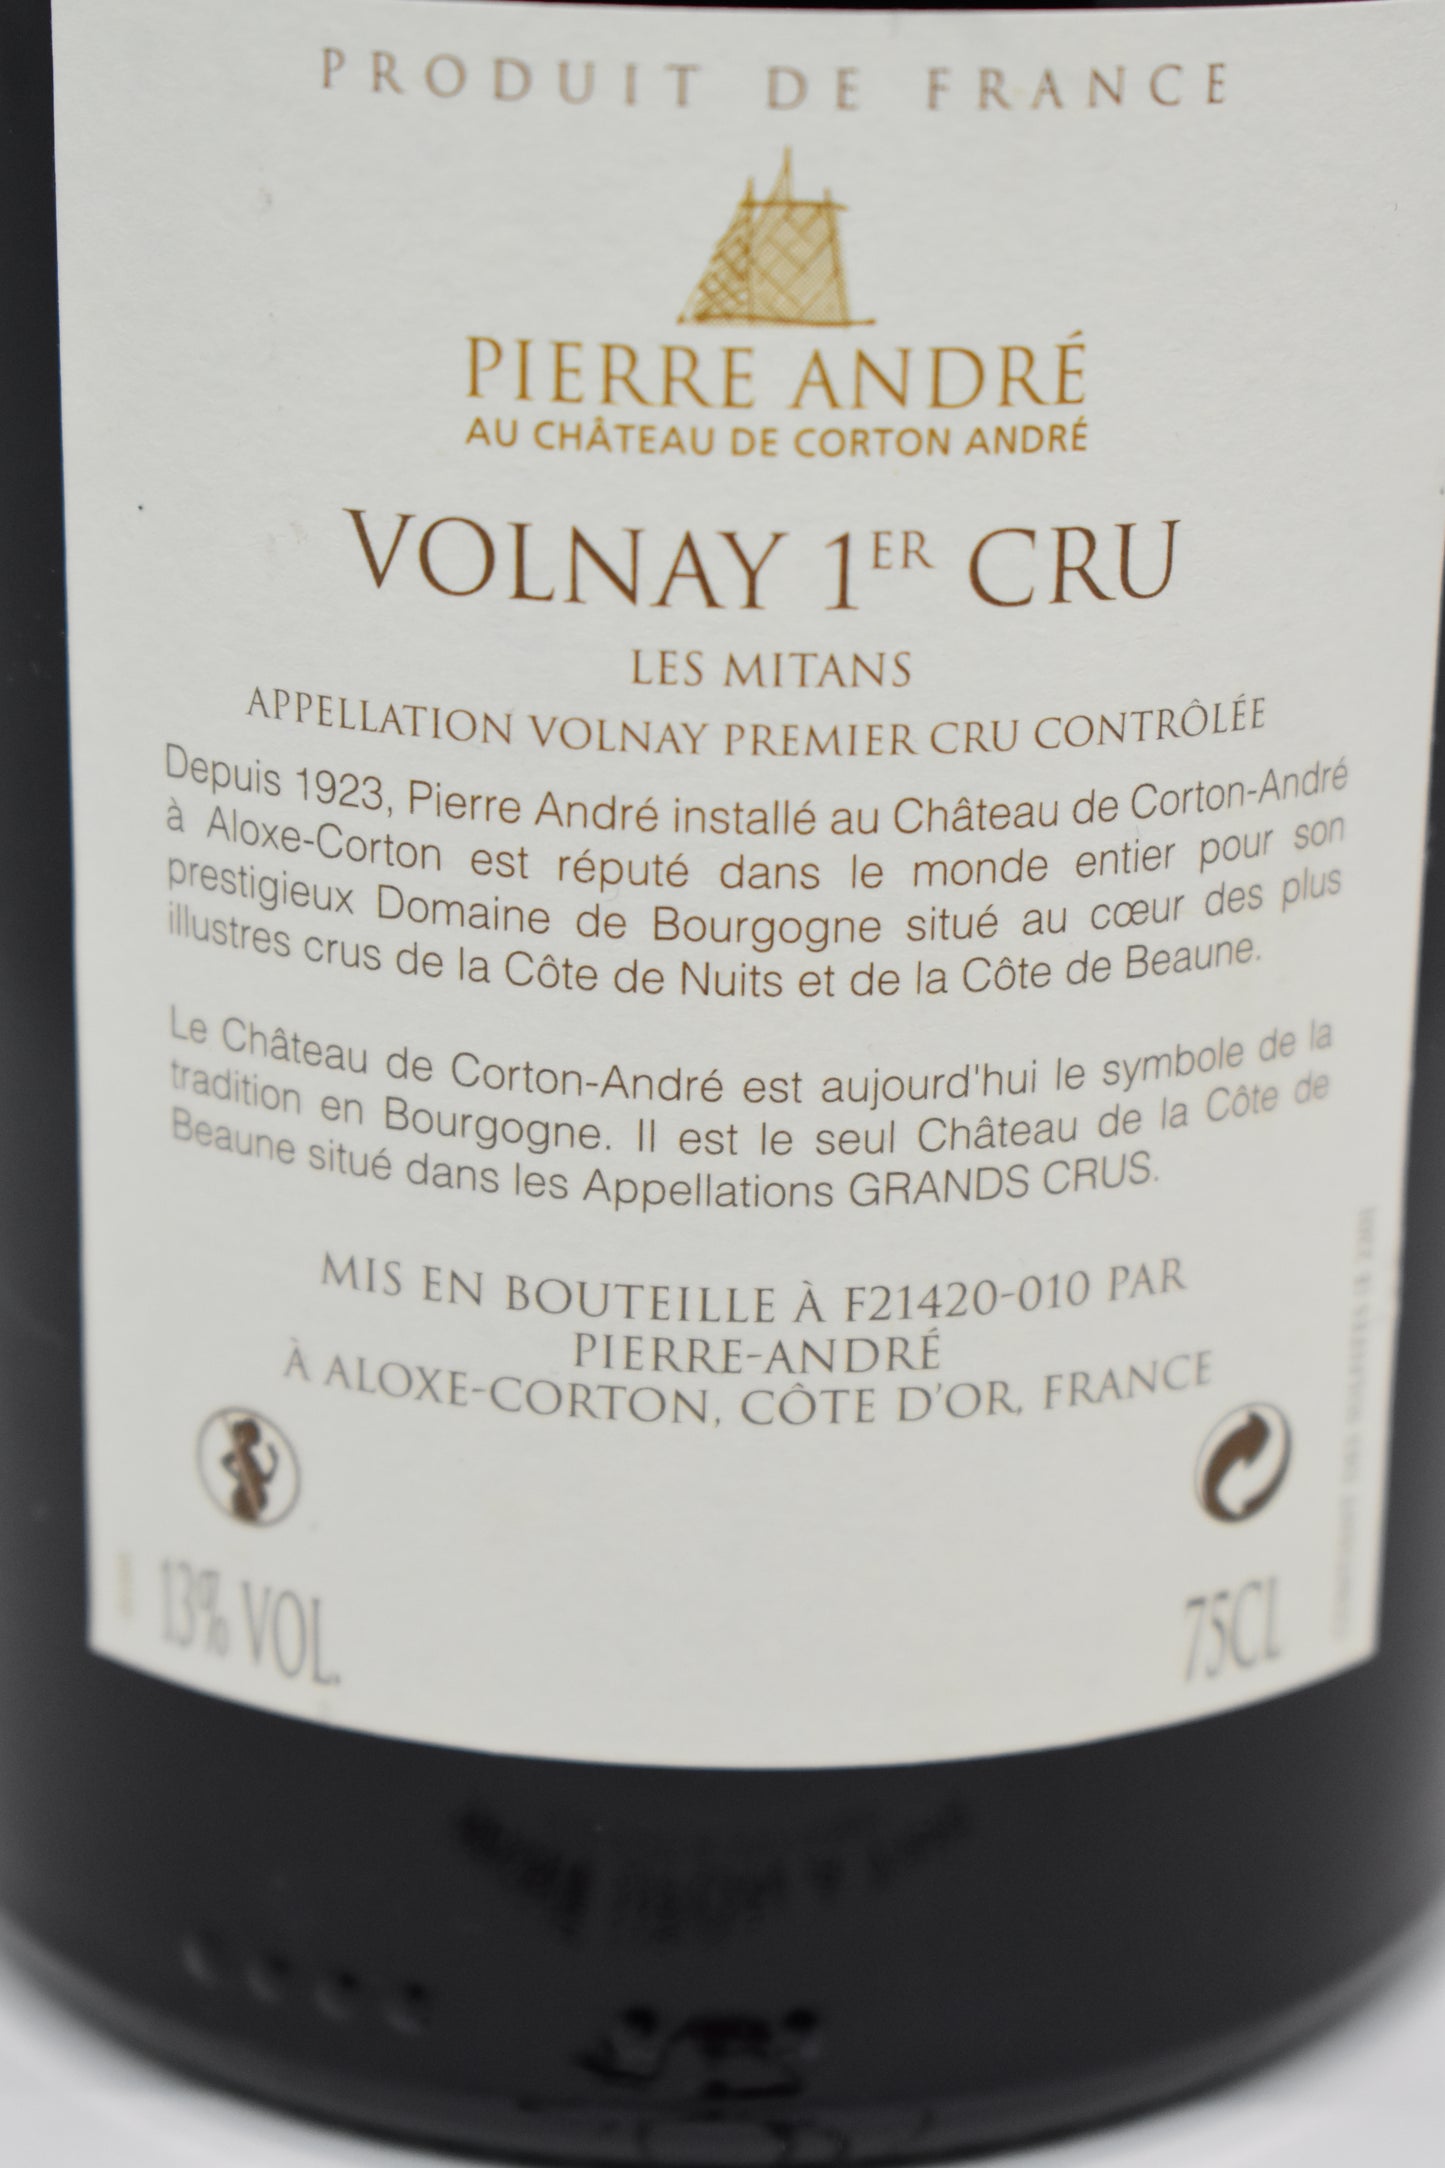 PRODUIT DE FRANCE
PIERRE ANDRÉ
AU CHÂTEAU DE CORTON ANDRÉ
VOLNAY 1ER CRU
LES MITANS
APPELLATION VOLNAY PREMIER CRU CONTRÔLÉE
Depuis 1923, Pierre André installé au Château de Corton-André
à Aloxe-Corton est réputé dans le monde entier pour son
prestigieux Domaine de Bourgogne situé au cœur des plus
illustres crus de la Côte de Nuits et de la Côte de Beaune.
Le Château de Corton-André est aujourd'hui le symbole de la
tradition en Bourgogne. Il est le seul Château de la Côte de
Beaune situé dans les Appellations GRANDS CRUS.
MIS EN BOUTEILLE À F21420-010 PAR
PIERRE-ANDRÉ
À ALOXE-CORTON, CÔTE D'OR, FRANCE
13% VOL.
75CL